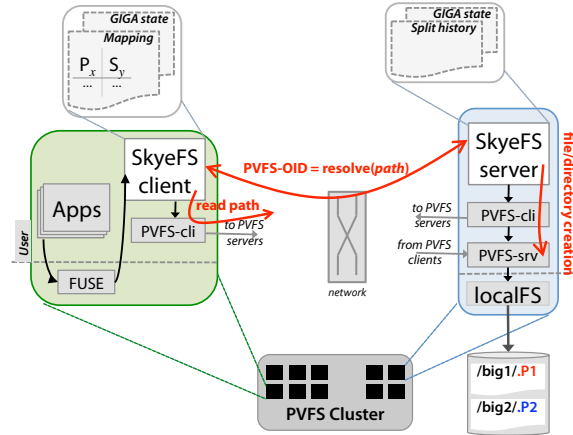 GIGA state
Mapping
Px Sy
... ...
GIGA state
Split history
SkyeFS
client
PVFS-OID = resolve(path)
SkyeFS
server
file/directory creation
Apps
read path
PVFS-cli
to PVFS
servers
User
FUSE
network
to PVFS
servers
PVFS-cli
from PVFS
clients
PVFS-srv
localFS
PVFS Cluster
/big1/.P1
/big2/.P2